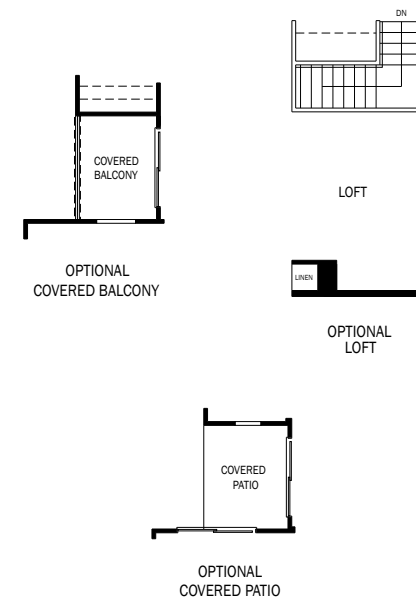 DN
COVERED
BALCONY
LOFT
OPTIONAL
COVERED BALCONY
LINEN
OPTIONAL
LOFT
COVERED
PATIO
OPTIONAL
COVERED PATIO